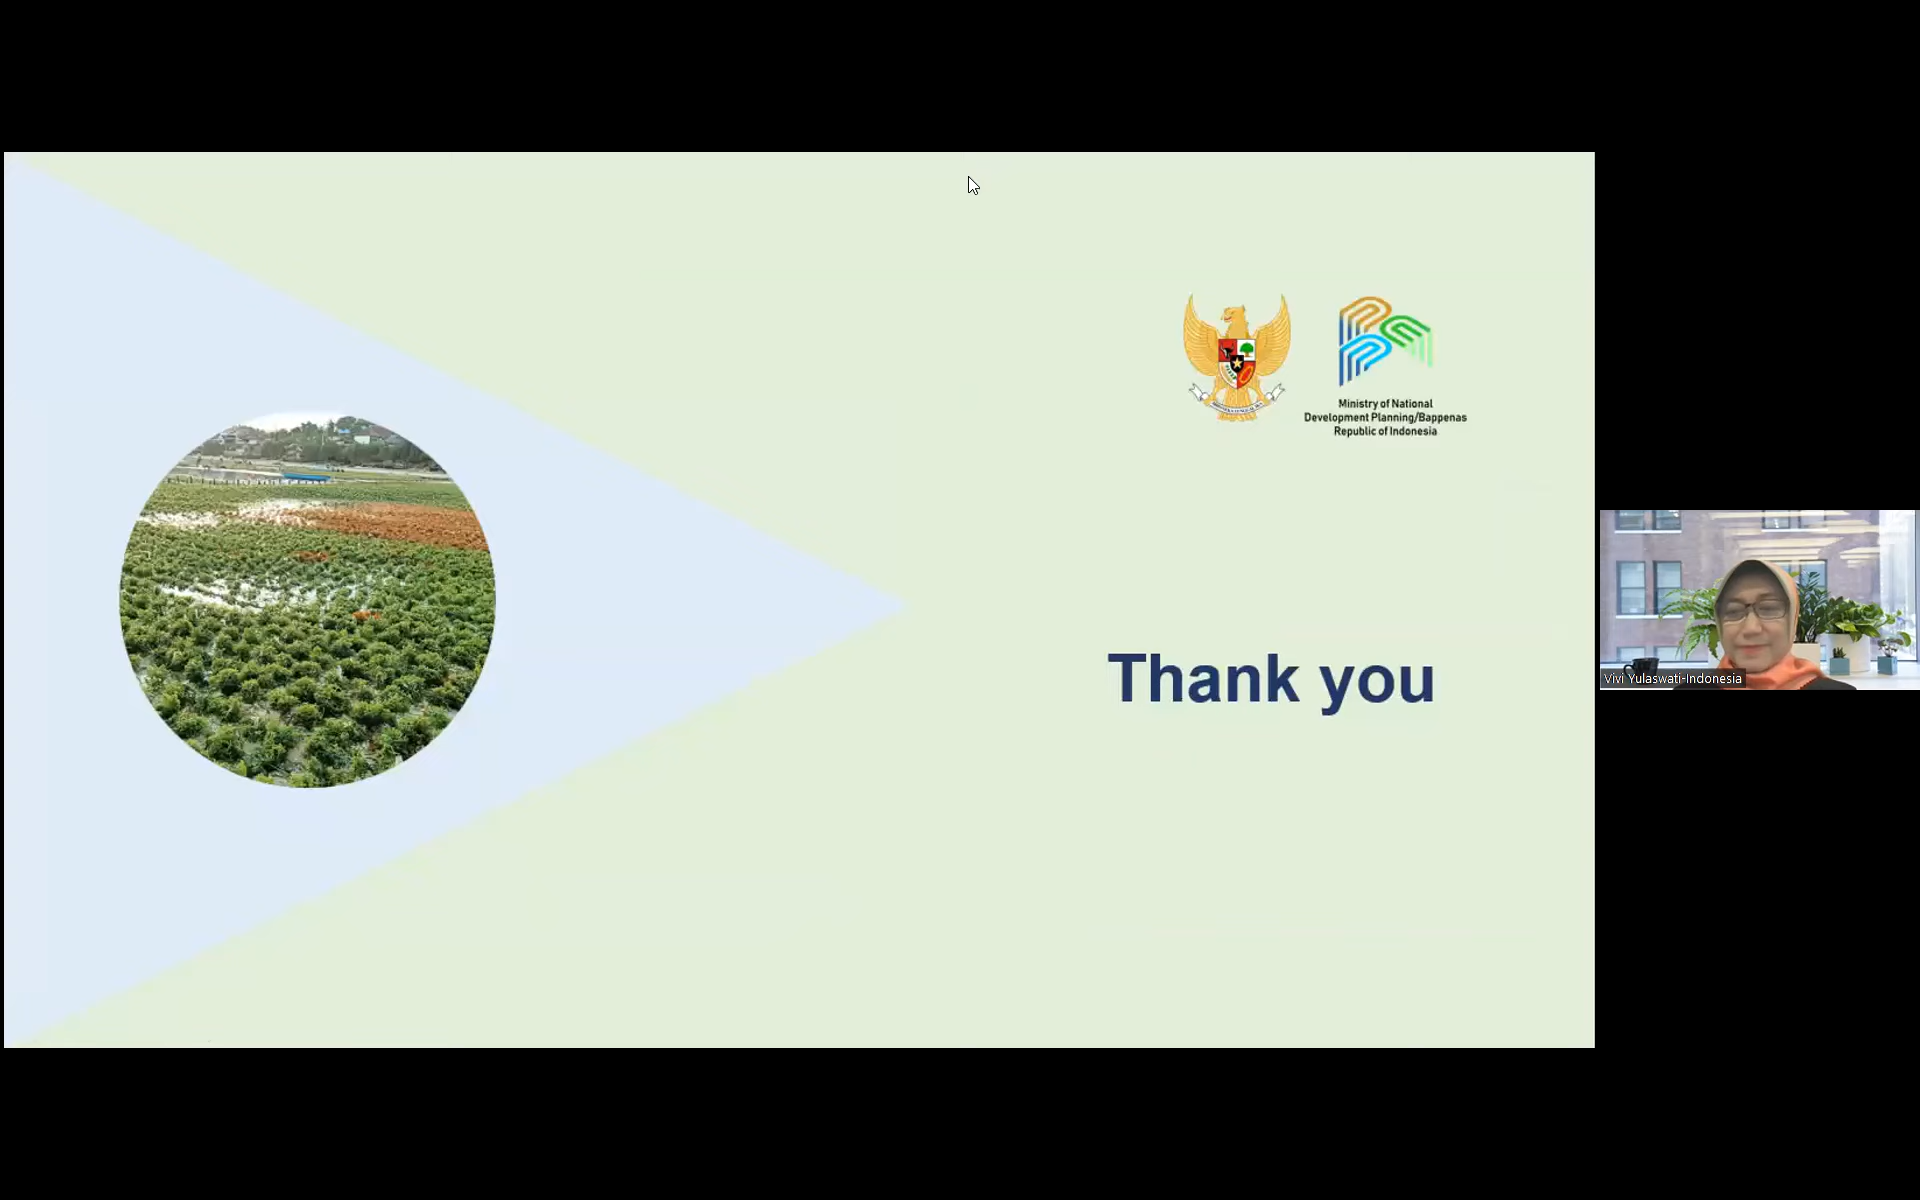 Ministry of National
Development Planning/Bappenas
Republic of Indonesia
Thank you
Vivi Yulaswati-Indonesia